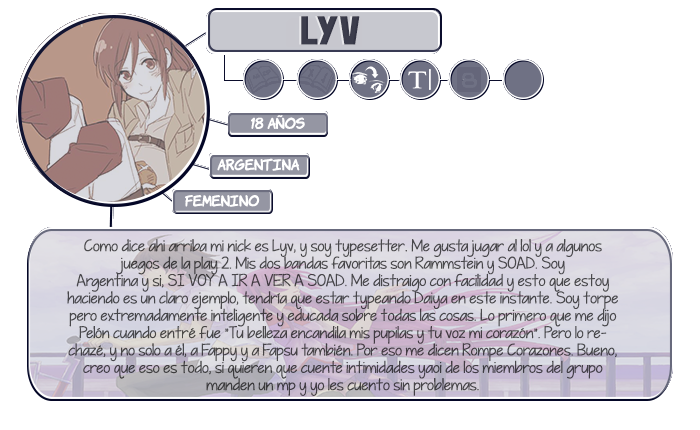 LYV
T|
B
18 AÑOS
ARGENTINA
FEMENINO
Como dice ahi arriba mi nick es Lyv, y soy typesetter. Me gusta jugar al lol y a algunos
juegos de la play 2. Mis dos bandas favoritas son Rammstein y SOAD. Soy
Argentina y si, SI VOY A IR A VER A SOAD. Me distraigo con facilidad y esto que estoy
haciendo es un claro ejemplo, tendría que estar typeando Daiya en este instante. Soy torpe
pero extremadamente inteligente y educada sobre todas las cosas. Lo primero que me dijo
Pelón cuando entré fue "Tu belleza encandila mis pupilas y tu voz mi corazón". Pero lo re-
chazé, y no solo a él, a Fappy y a Fapsu también. Por eso me dicen Rompe Corazones. Bueno,
creo que eso es todo, si quieren que cuente intimidades yaoi de los miembros del grupo
manden un mp y yo les cuento sin problemas.